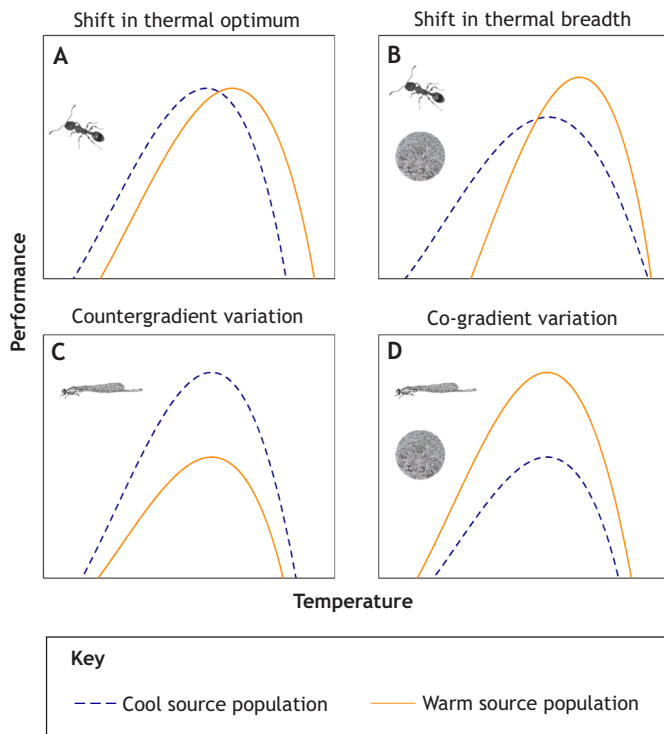 Shift in thermal optimum
Shift in thermal breadth
A
B
Performance
Countergradient variation
Co-gradient variation
C
D
Temperature
Key
Cool source population
Warm source population